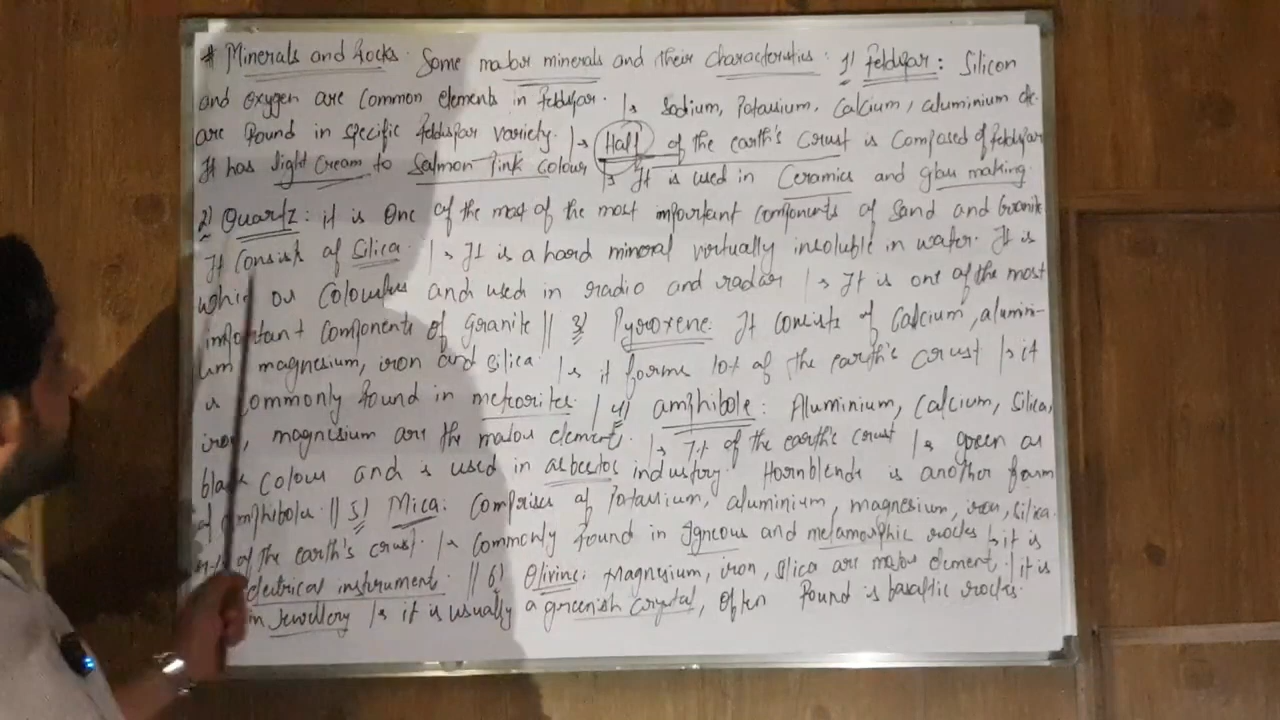 # Minerals and Rocks. Some major minerals and their characteristics: 1) Feldspar: Silicon
and oxygen are common elements in feldspar. |→ Sodium, Potassium, Calcium, aluminium etc.
are found in specific feldspar variety. |→ Half of the earth's crust is composed of feldspar
It has light cream to Salmon Pink colour |→ It is used in Ceramics and glass making.
2) Quartz: it is one of the most of the most important components of Sand and Granite
It consists of Silica. |→ It is a hard mineral virtually insoluble in water. It is
white or colourless and used in radio and radar |→ It is one of the most
important components of granite || 3) Pyroxene: It consists of Calcium, alumin-
um magnesium, iron and silica. |→ it forms 10% of the earth's crust |→ it
is commonly found in meteorites. | 4) amphibole: Aluminium, Calcium, Silica,
iron, magnesium are the major element. |→ 7% of the earth's crust |→ green or
black colour and is used in asbestos industry. Hornblende is another form
of amphibole. || 5) Mica: Comprises of Potassium, aluminium, magnesium, iron, silica.
of the earth's crust. |→ Commonly found in Igneous and metamorphic rocks |→ it is
electrical instrument. || 6) Olivine: Magnesium, iron, silica are major element. | it is
in Jewellery |→ it is usually a greenish crystal, often found is basaltic rocks.